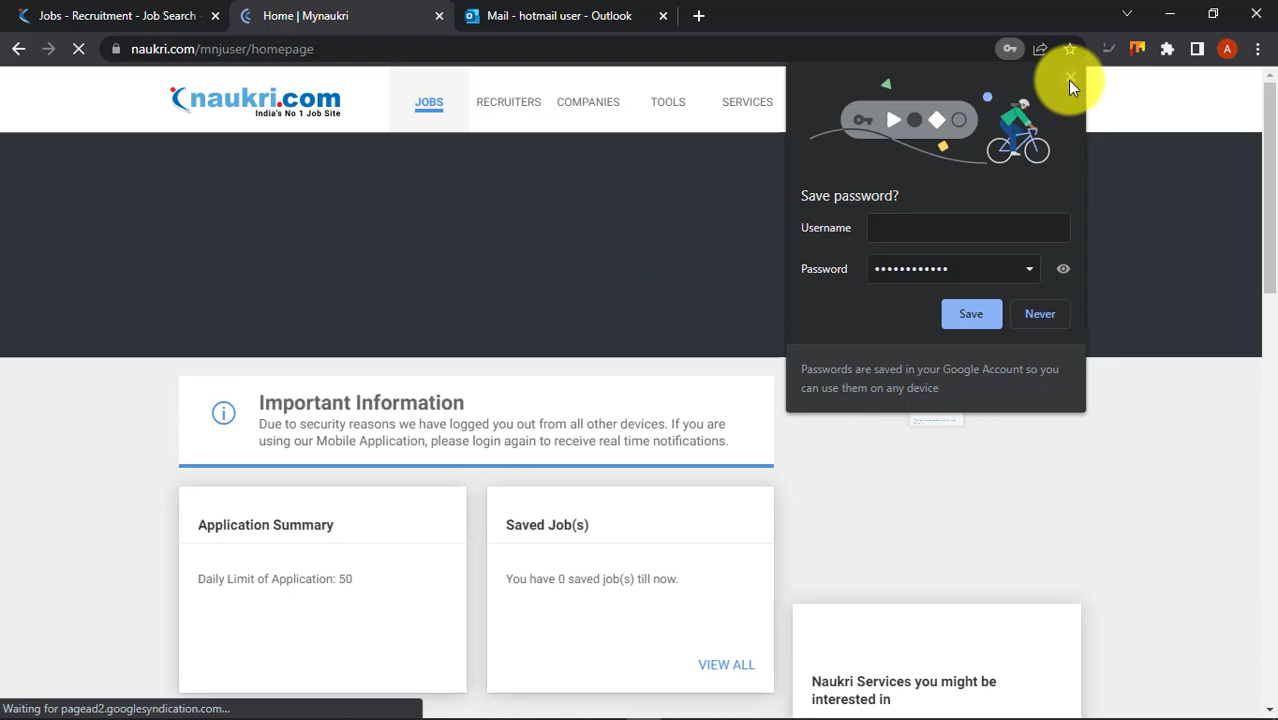 Jobs - Recruitment - Job Search -
Home | Mynaukri
Mail - hotmail user - Outlook
naukri.com/mnjuser/homepage
A
naukri.com
India's No 1 Job Site
JOBS
RECRUITERS
COMPANIES
TOOLS
SERVICES
Save password?
Username
Password
••••••••••••
Save
Never
Passwords are saved in your Google Account so you
can use them on any device
Important Information
Due to security reasons we have logged you out from all other devices. If you are
using our Mobile Application, please login again to receive real time notifications.
Application Summary
Daily Limit of Application: 50
Saved Job(s)
You have 0 saved job(s) till now.
VIEW ALL
Naukri Services you might be
interested in
Waiting for pagead2.googlesyndication.com...